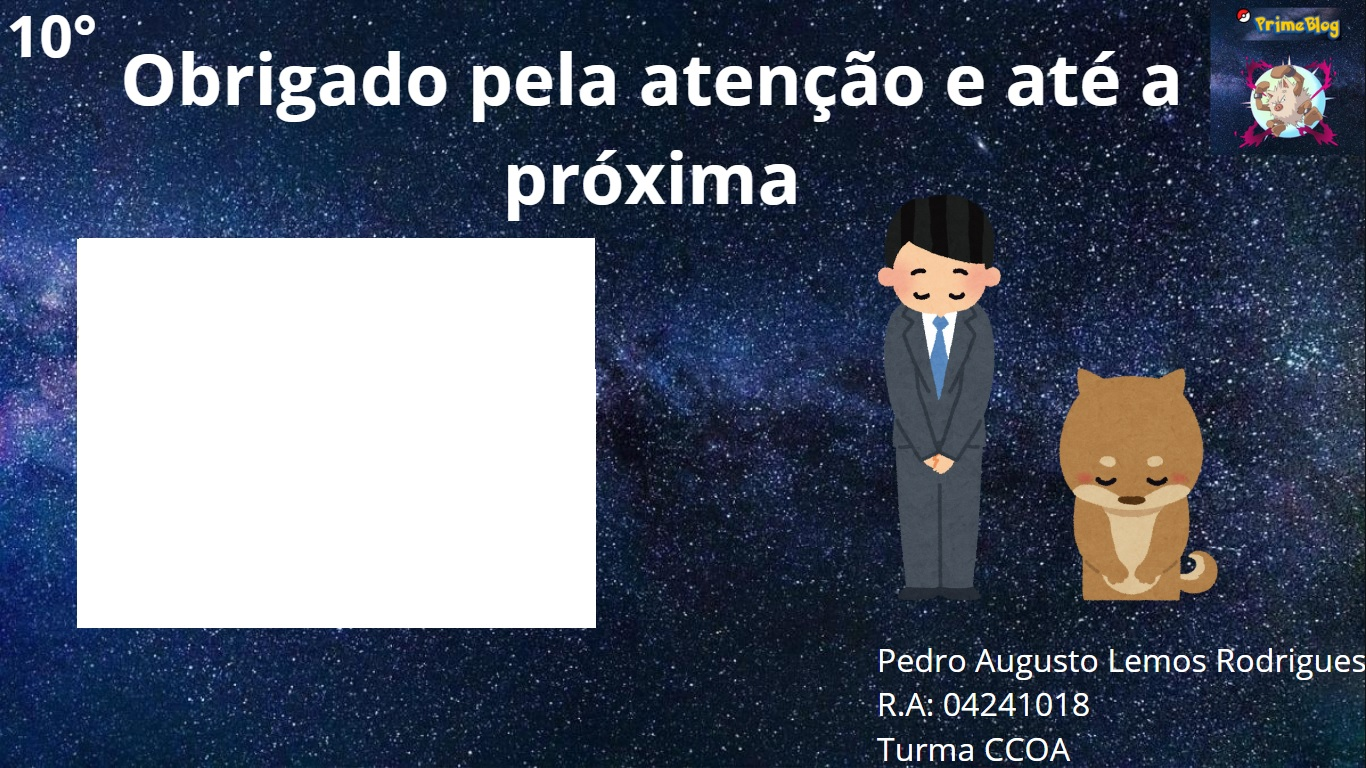 10°
PrimeBlog
Obrigado pela atenção e até a
próxima
Pedro Augusto Lemos Rodrigues
R.A: 04241018
Turma CCOA